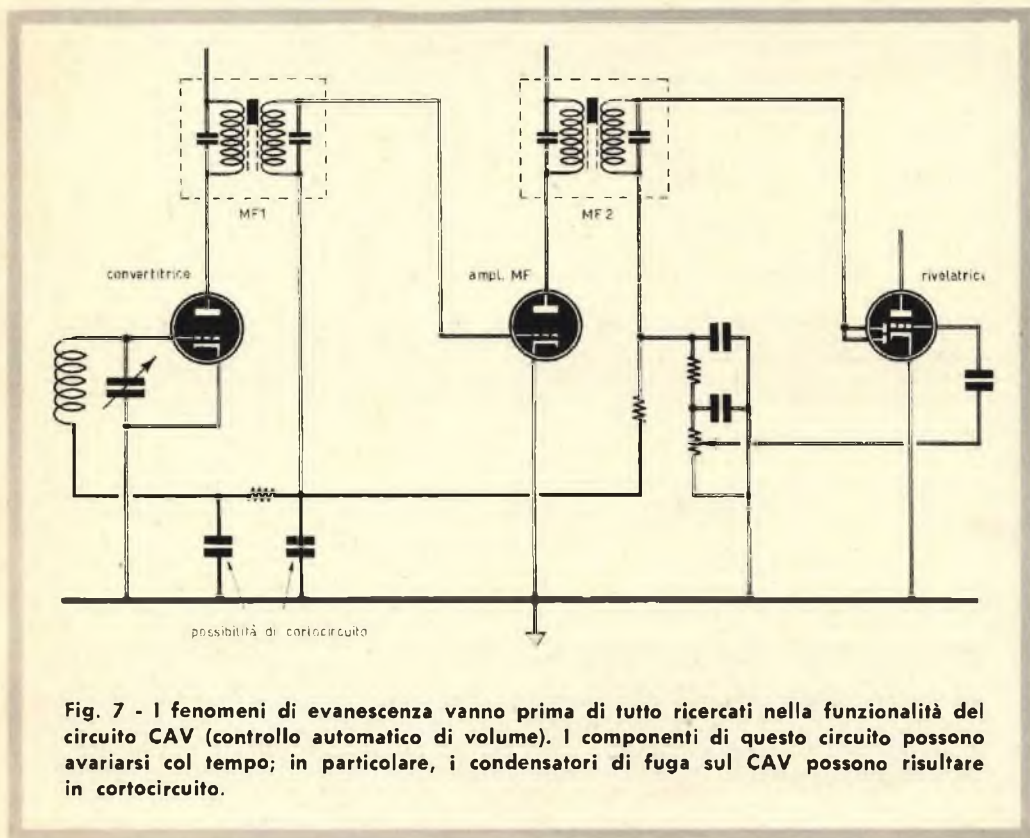 MF1
MF2
convertitrice
ampl. MF
rivelatrice
possibilità di cortocircuito
Fig. 7 - I fenomeni di evanescenza vanno prima di tutto ricercati nella funzionalità del
circuito CAV (controllo automatico di volume). I componenti di questo circuito possono
avariarsi col tempo; in particolare, i condensatori di fuga sul CAV possono risultare
in cortocircuito.